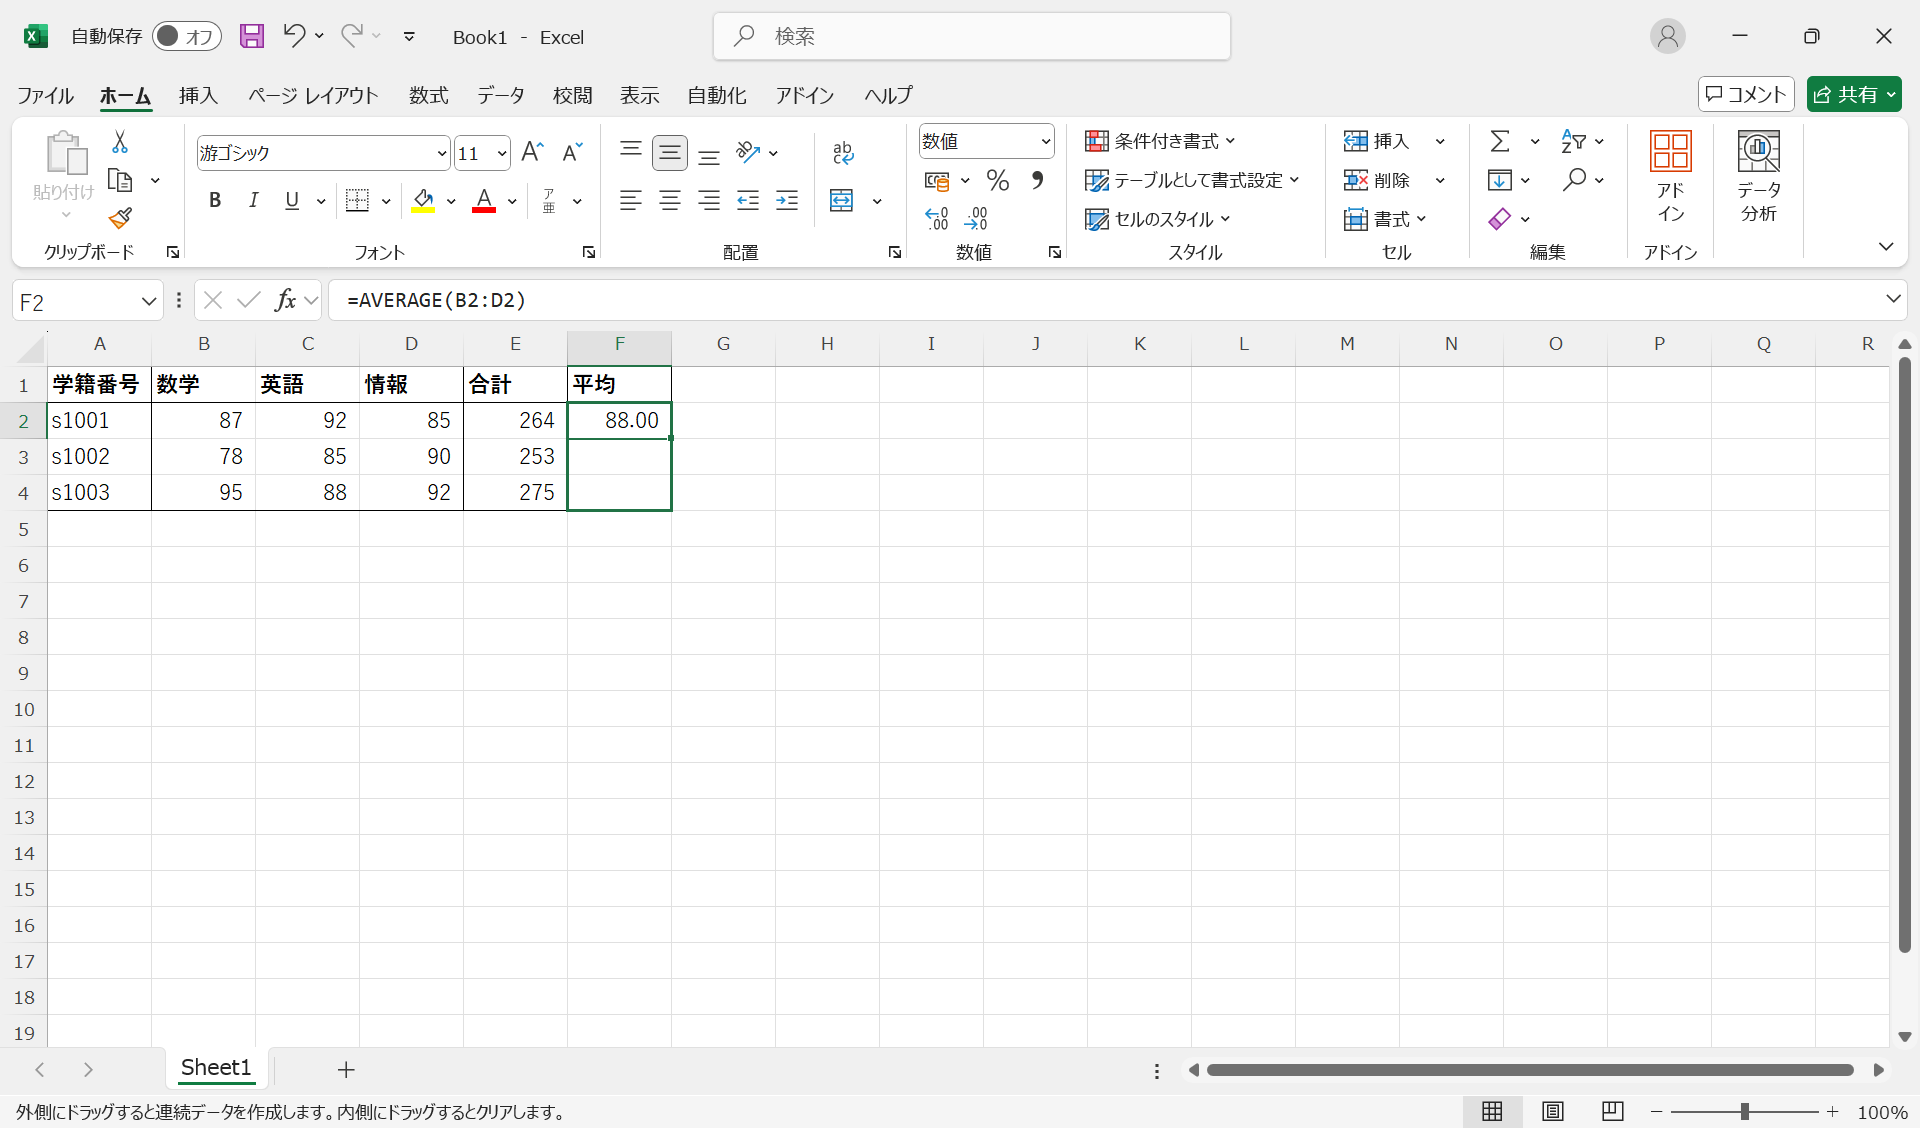 自動保存 オフ Book1 - Excel 検索
ファイル ホーム 挿入 ページ レイアウト 数式 データ 校閲 表示 自動化 アドイン ヘルプ コメント 共有
貼り付け
クリップボード
游ゴシック 11
B I U ア亜
フォント
ab
c
配置
数値
% 9
←0 .00
.00 →0
数値
条件付き書式
テーブルとして書式設定
セルのスタイル
スタイル
挿入
削除
書式
セル
Σ
AZ
編集
アド
イン
アドイン
データ
分析
F2 fx =AVERAGE(B2:D2)
A B C D E F G H I J K L M N O P Q R
1 学籍番号 数学 英語 情報 合計 平均
2 s1001 87 92 85 264 88.00
3 s1002 78 85 90 253
4 s1003 95 88 92 275
5
6
7
8
9
10
11
12
13
14
15
16
17
18
19
Sheet1
外側にドラッグすると連続データを作成します。内側にドラッグするとクリアします。 100%